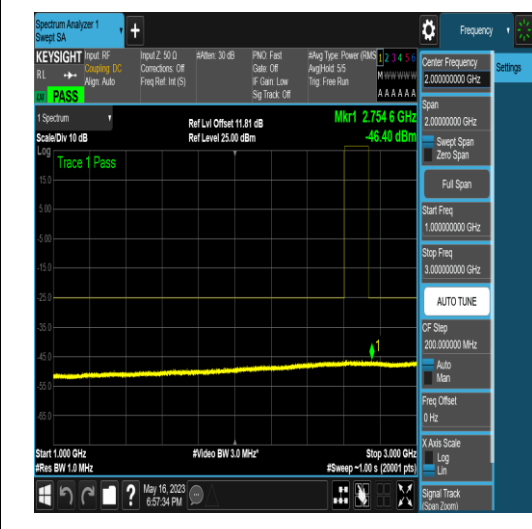 Spectrum Analyzer 1
Swept SA
Frequency
KEYSIGHT
Input: RF
Coupling: DC
Align: Auto
Input Z: 50 Ω
Corrections: Off
Freq Ref: Int (S)
#Atten: 30 dB
PNO: Fast
Gate: Off
IF Gain: Low
Sig Track: Off
#Avg Type: Power (RMS
Avg|Hold: 5/5
Trig: Free Run
1 2 3 4 5 6
M W W W W W
A A A A A A
RL
PASS
1 Spectrum
Scale/Div 10 dB
Ref Lvl Offset 11.81 dB
Ref Level 25.00 dBm
Mkr1 2.754 6 GHz
-46.40 dBm
Log
Trace 1 Pass
15.0
5.00
-5.00
-15.0
-25.0
-35.0
-45.0
-55.0
-65.0
1
Start 1.000 GHz
#Res BW 1.0 MHz
#Video BW 3.0 MHz*
Stop 3.000 GHz
#Sweep ~1.00 s (20001 pts)
May 16, 2023
6:57:34 PM
?
Center Frequency
2.000000000 GHz
Settings
Span
2.00000000 GHz
Swept Span
Zero Span
Full Span
Start Freq
1.000000000 GHz
Stop Freq
3.000000000 GHz
AUTO TUNE
CF Step
200.000000 MHz
Auto
Man
Freq Offset
0 Hz
X Axis Scale
Log
Lin
Signal Track
(Span Zoom)